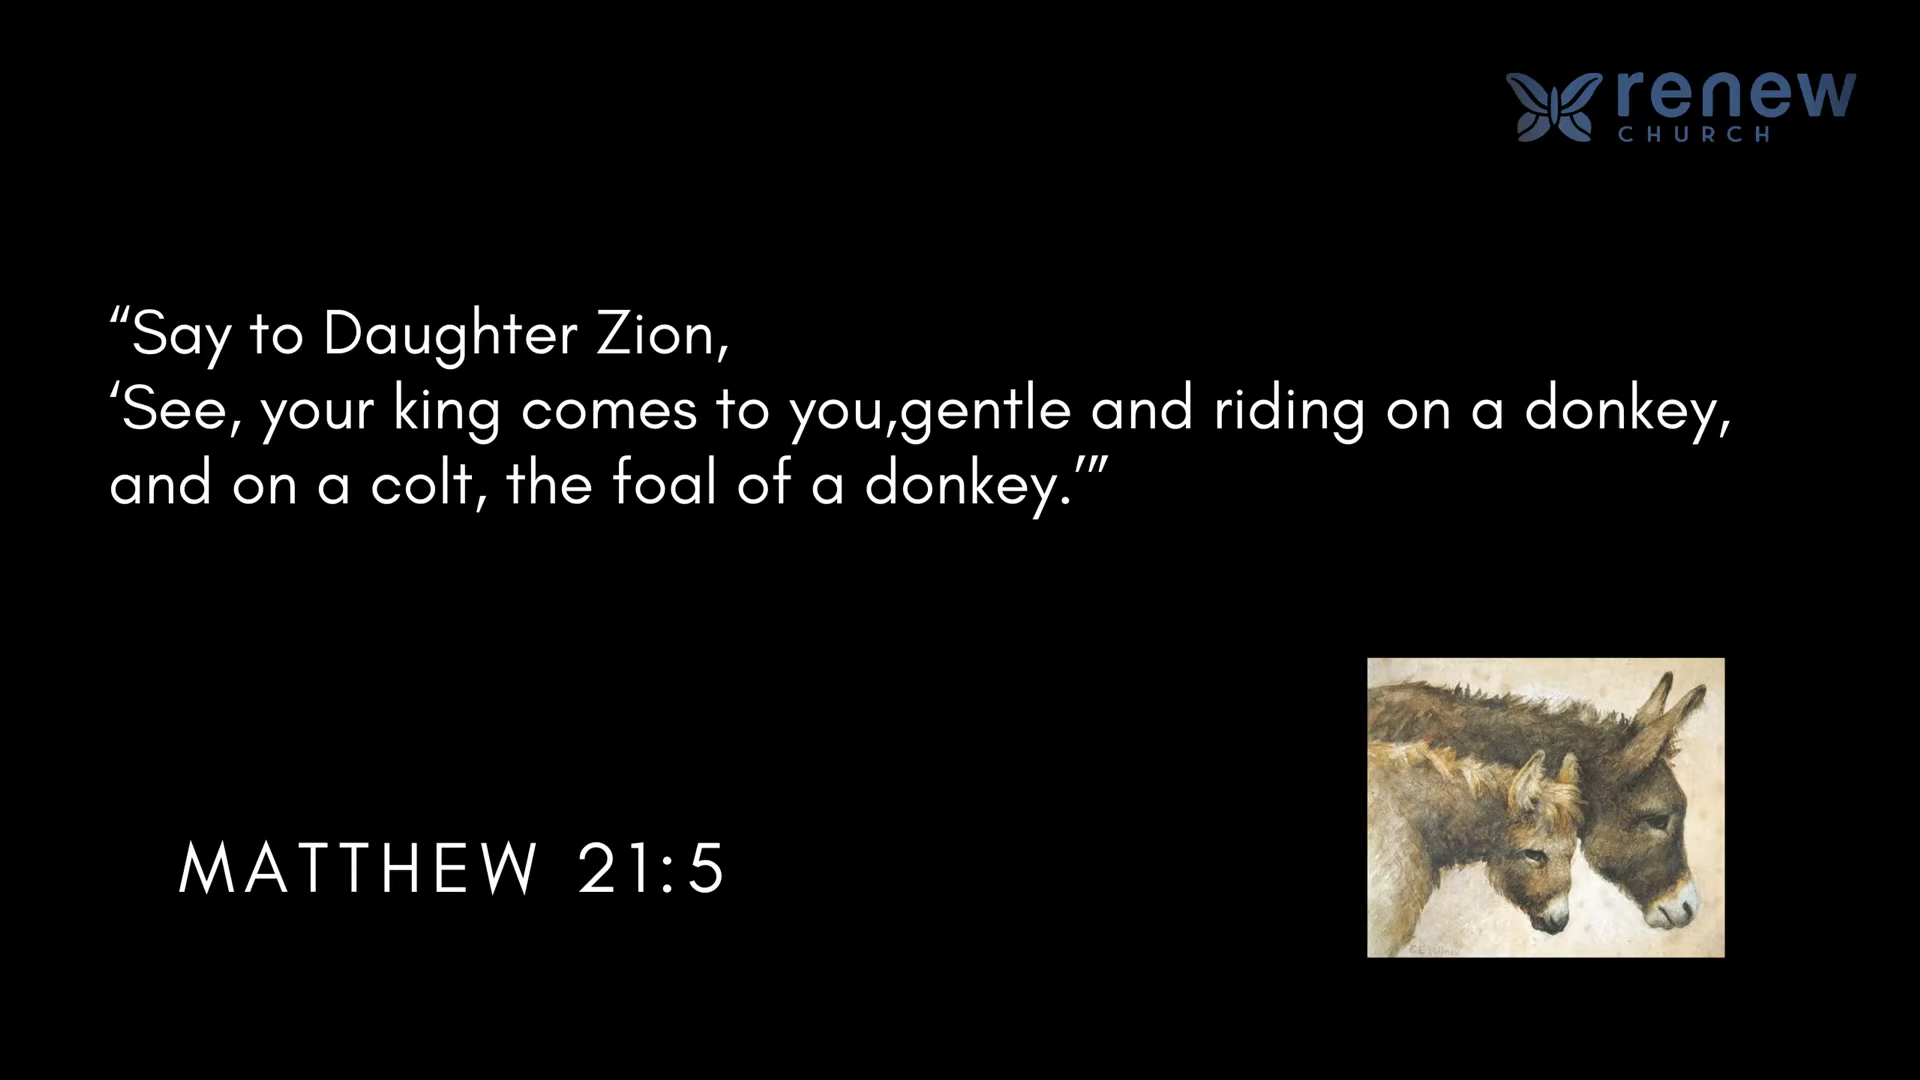 renew
CHURCH
“Say to Daughter Zion,
‘See, your king comes to you,gentle and riding on a donkey,
and on a colt, the foal of a donkey.’”
MATTHEW 21:5